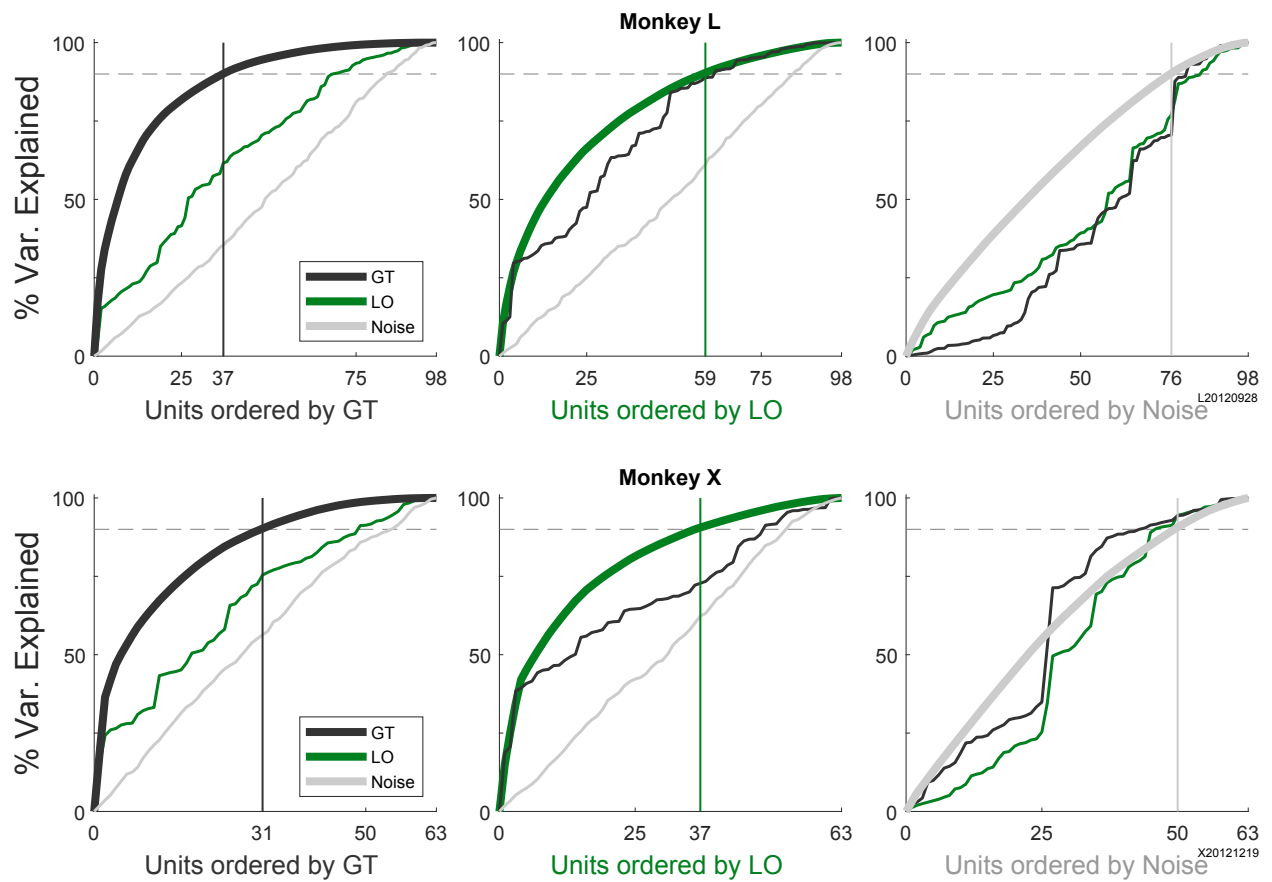 Monkey L
% Var. Explained
100
50
0
0 25 37 75 98
Units ordered by GT
GT
LO
Noise
100
50
0
0 25 59 75 98
Units ordered by LO
100
50
0
0 25 50 76 98
Units ordered by Noise
L20120928
Monkey X
% Var. Explained
100
50
0
0 31 50 63
Units ordered by GT
GT
LO
Noise
100
50
0
0 25 37 63
Units ordered by LO
100
50
0
0 25 50 63
Units ordered by Noise
X20121219